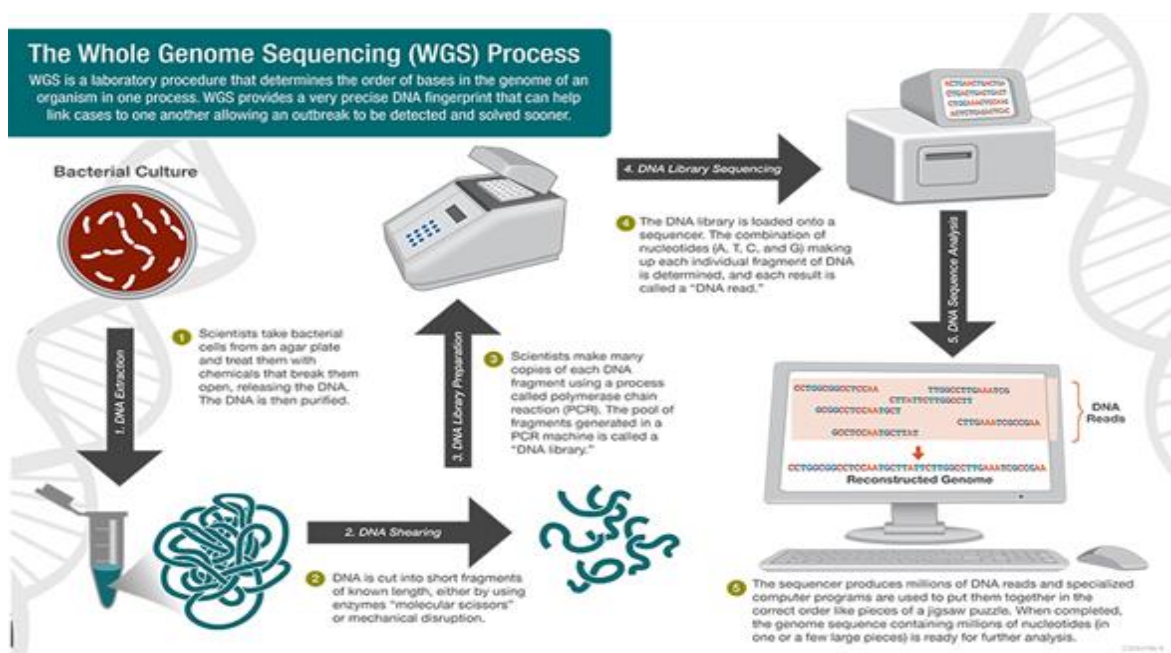 The Whole Genome Sequencing (WGS) Process
WGS is a laboratory procedure that determines the order of bases in the genome of an
organism in one process. WGS provides a very precise DNA fingerprint that can help
link cases to one another allowing an outbreak to be detected and solved sooner.
Bacterial Culture
1. DNA Extraction
1 Scientists take bacterial
cells from an agar plate
and treat them with
chemicals that break them
open, releasing the DNA.
The DNA is then purified.
2. DNA Shearing
2 DNA is cut into short fragments
of known length, either by using
enzymes “molecular scissors”
or mechanical disruption.
3. DNA Library Preparation
3 Scientists make many
copies of each DNA
fragment using a process
called polymerase chain
reaction (PCR). The pool of
fragments generated in a
PCR machine is called a
“DNA library.”
4. DNA Library Sequencing
4 The DNA library is loaded onto a
sequencer. The combination of
nucleotides (A, T, C, and G) making
up each individual fragment of DNA
is determined, and each result is
called a “DNA read.”
5. DNA Sequence Analysis
CCTGGCGGCCTCCAA
TTGGCCTTGAAATCG
CTTATTCTTGGCCTT
GCGGCCTCCAATGCT
CTTGAAATCGCCGAA
GCCTCCAATGCTTAT
DNA
Reads
CCTGGCGGCCTCCAATGCTTATTCTTGGCCTTGAAATCGCCGAA
Reconstructed Genome
5 The sequencer produces millions of DNA reads and specialized
computer programs are used to put them together in the
correct order like pieces of a jigsaw puzzle. When completed,
the genome sequence containing millions of nucleotides (in
one or a few large pieces) is ready for further analysis.